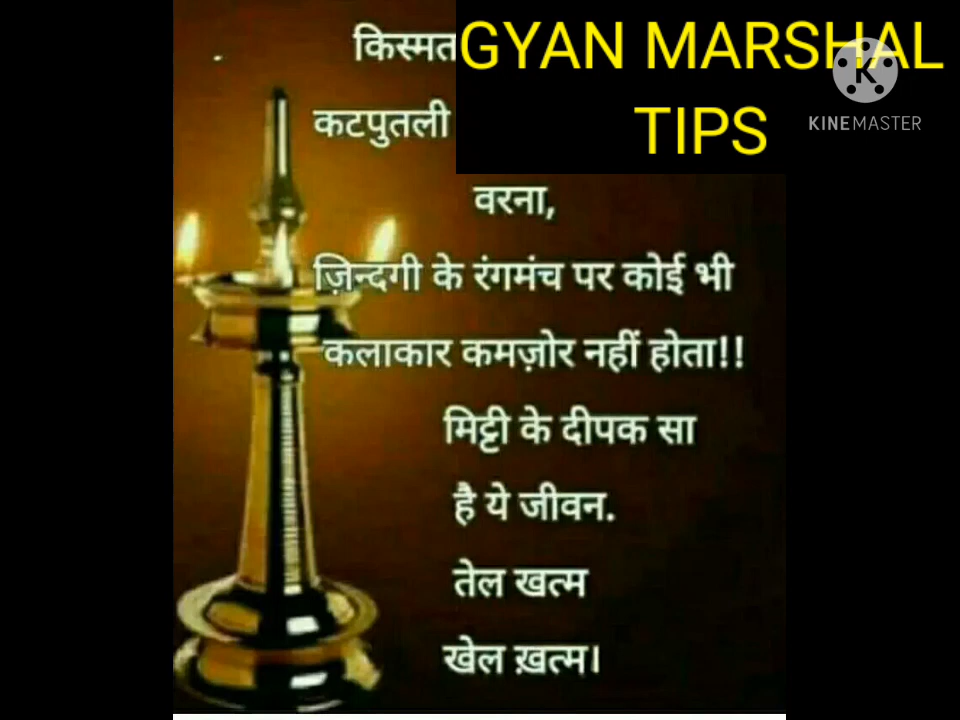 किस्मत
GYAN MARSHAL
TIPS
K
KINEMASTER
कटपुतली
वरना,
ज़िन्दगी के रंगमंच पर कोई भी
कलाकार कमज़ोर नहीं होता!!
मिट्टी के दीपक सा
है ये जीवन.
तेल खत्म
खेल ख़त्म।